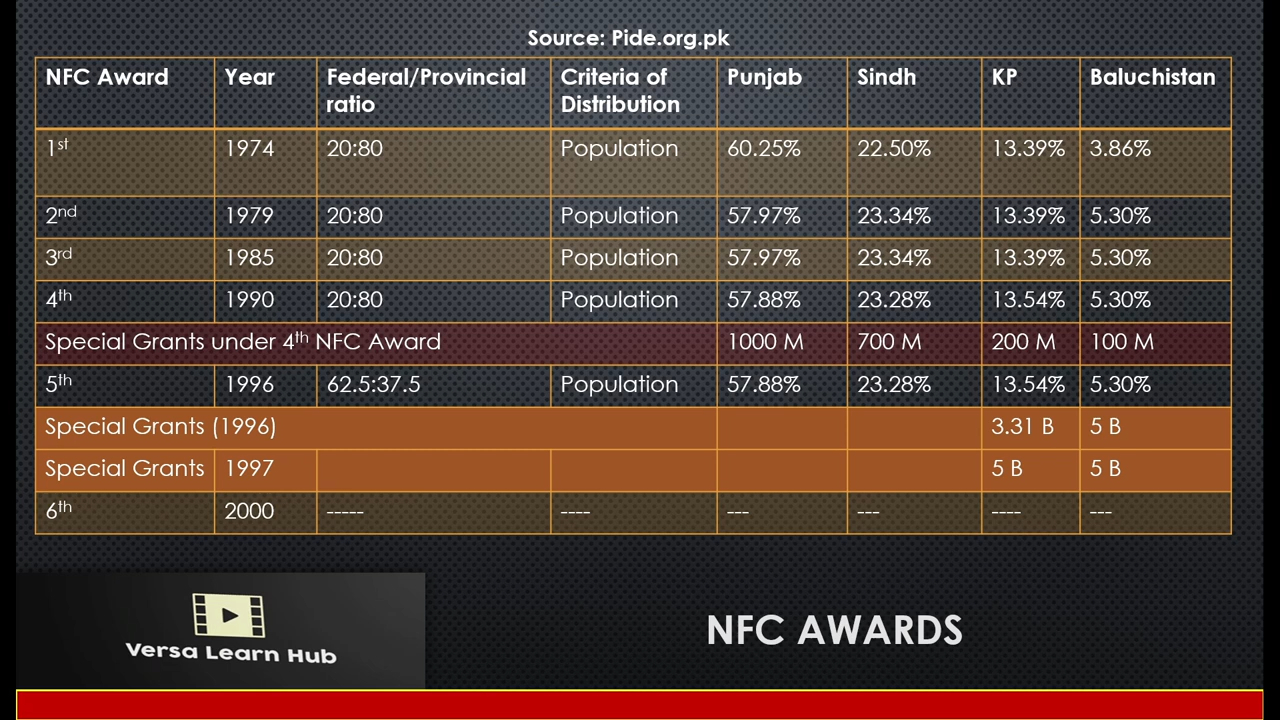 Source: Pide.org.pk
NFC Award Year Federal/Provincial ratio Criteria of Distribution Punjab Sindh KP Baluchistan
1st 1974 20:80 Population 60.25% 22.50% 13.39% 3.86%
2nd 1979 20:80 Population 57.97% 23.34% 13.39% 5.30%
3rd 1985 20:80 Population 57.97% 23.34% 13.39% 5.30%
4th 1990 20:80 Population 57.88% 23.28% 13.54% 5.30%
Special Grants under 4th NFC Award 1000 M 700 M 200 M 100 M
5th 1996 62.5:37.5 Population 57.88% 23.28% 13.54% 5.30%
Special Grants (1996) 3.31 B 5 B
Special Grants 1997 5 B 5 B
6th 2000 ----- ---- --- --- ---- ---
Versa Learn Hub
NFC AWARDS